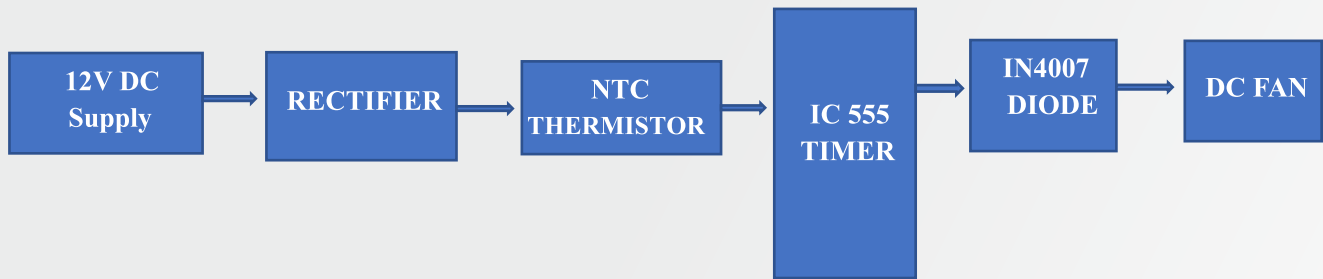 12V DC
Supply
RECTIFIER
NTC
THERMISTOR
IC 555
TIMER
IN4007
DIODE
DC FAN